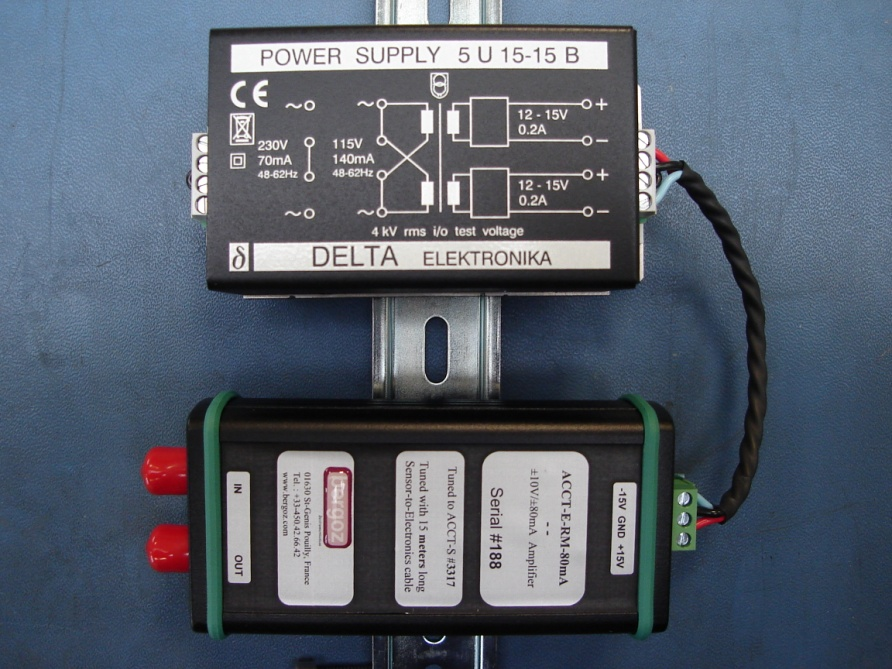 POWER SUPPLY 5 U 15-15 B
CE
230V
70mA
48-62Hz
~
~
115V
140mA
48-62Hz
~
~
12 - 15V
0.2A
+
−
12 - 15V
0.2A
+
−
4 kV rms i/o test voltage
δ DELTA ELEKTRONIKA
IN
OUT
bergoz
01630 St-Genis Pouilly, France
Tel. : +33-450.42.66.42
www.bergoz.com
Tuned to ACCT-S #3317
Tuned with 15 meters long
Sensor-to-Electronics cable
ACCT-E-RM-80mA
- -
±10V/±80mA Amplifier
Serial #188
-15V GND +15V